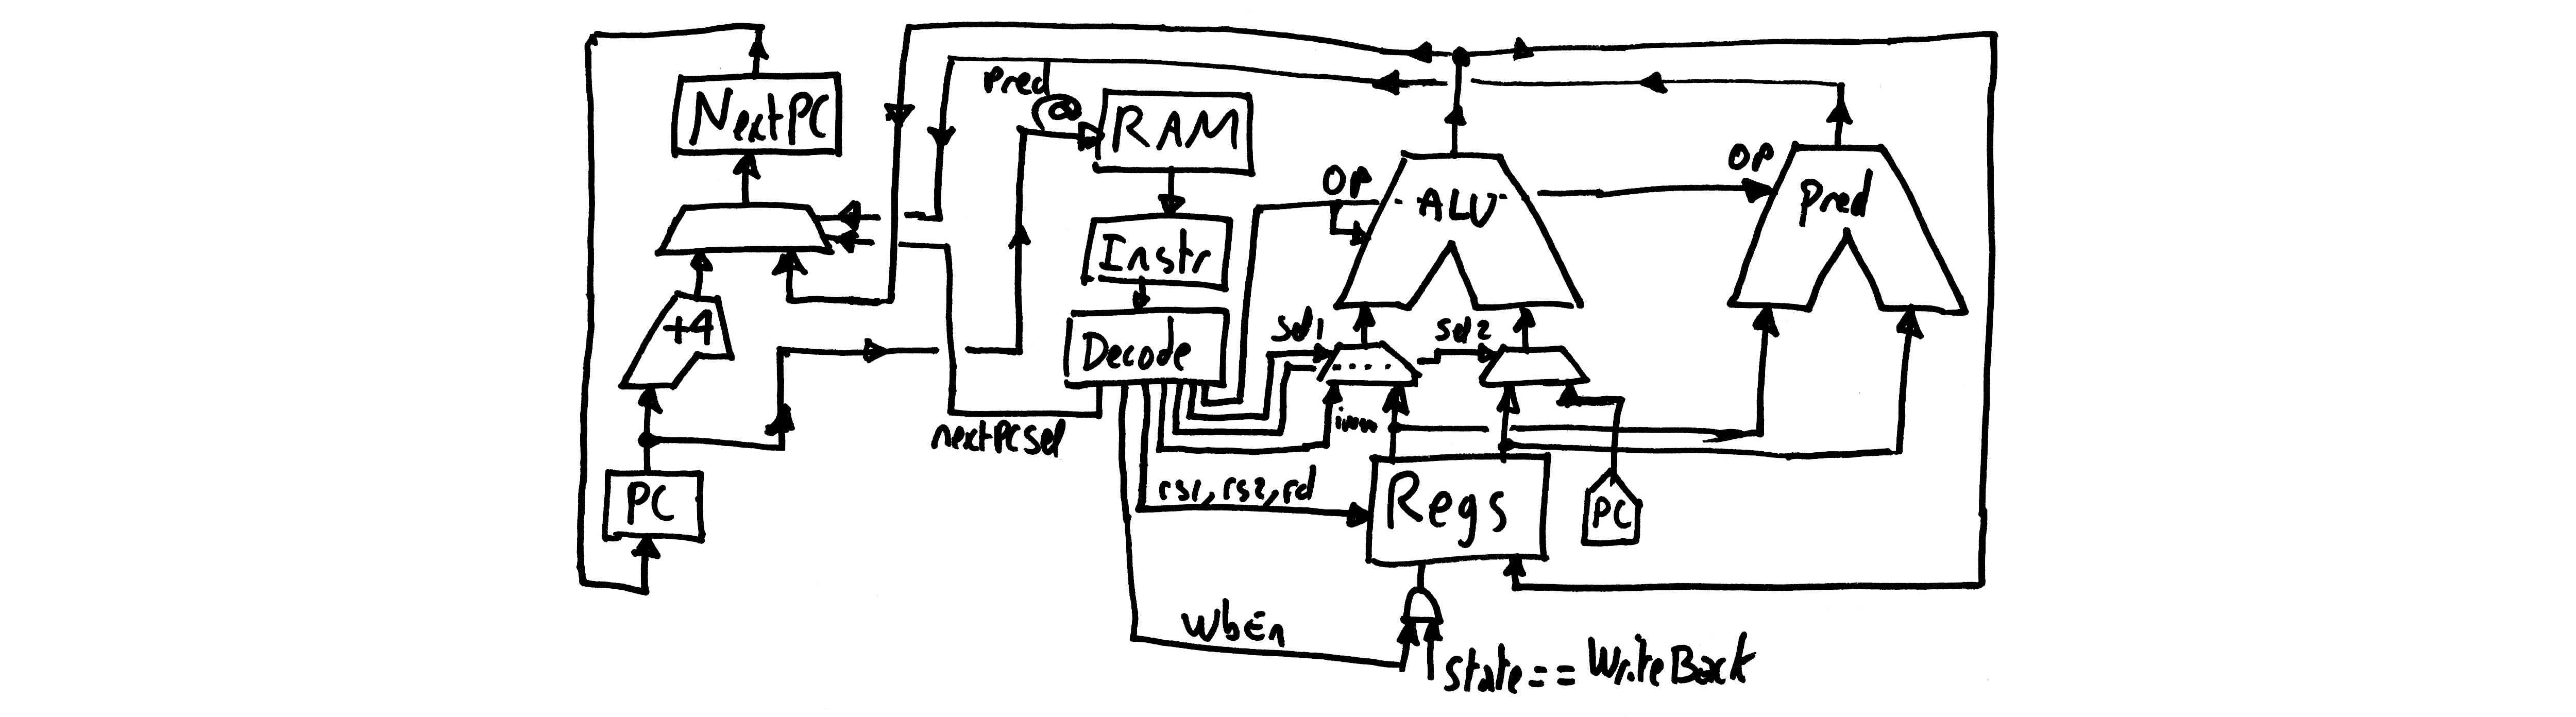 NextPC
pred
@
RAM
OP
ALU
OP
pred
Instr
+4
Decode
sel1
sel2
imm
nextPCsel
PC
rs1, rs2, rd
Regs
PC
wbEn
state == WriteBack